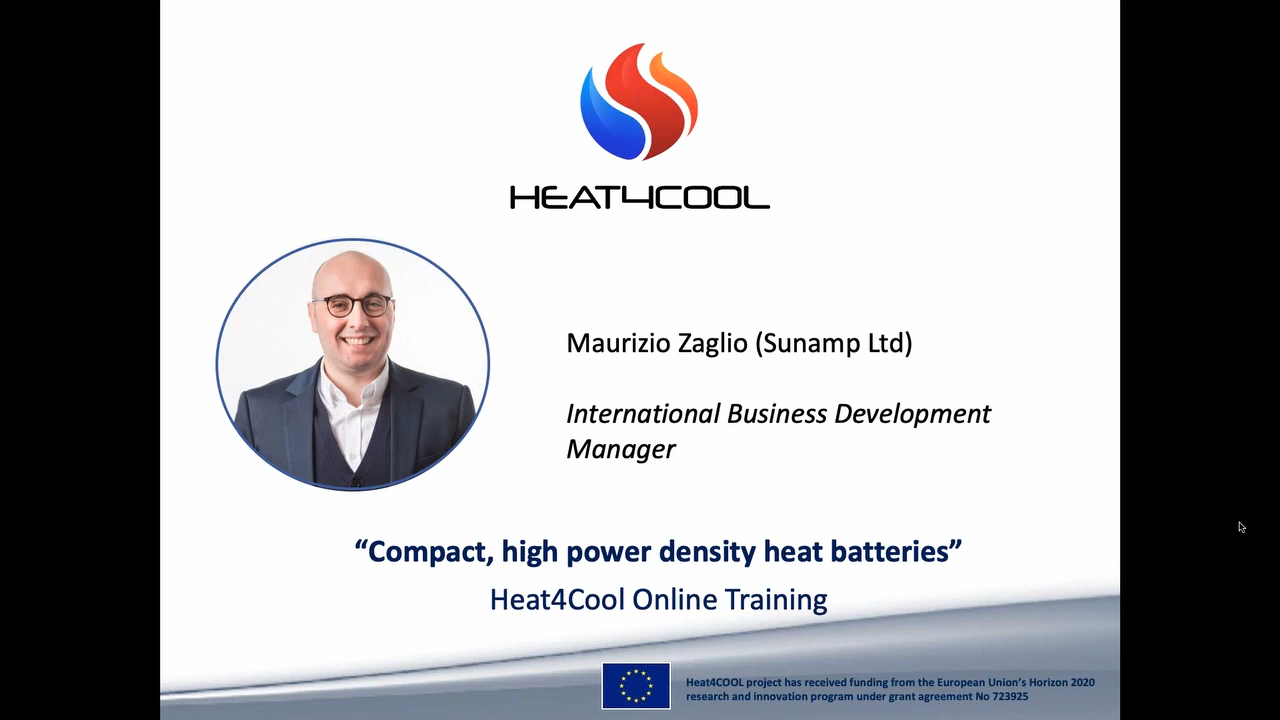 HEAT4COOL
Maurizio Zaglio (Sunamp Ltd)
International Business Development
Manager
“Compact, high power density heat batteries”
Heat4Cool Online Training
Heat4COOL project has received funding from the European Union’s Horizon 2020
research and innovation program under grant agreement No 723925